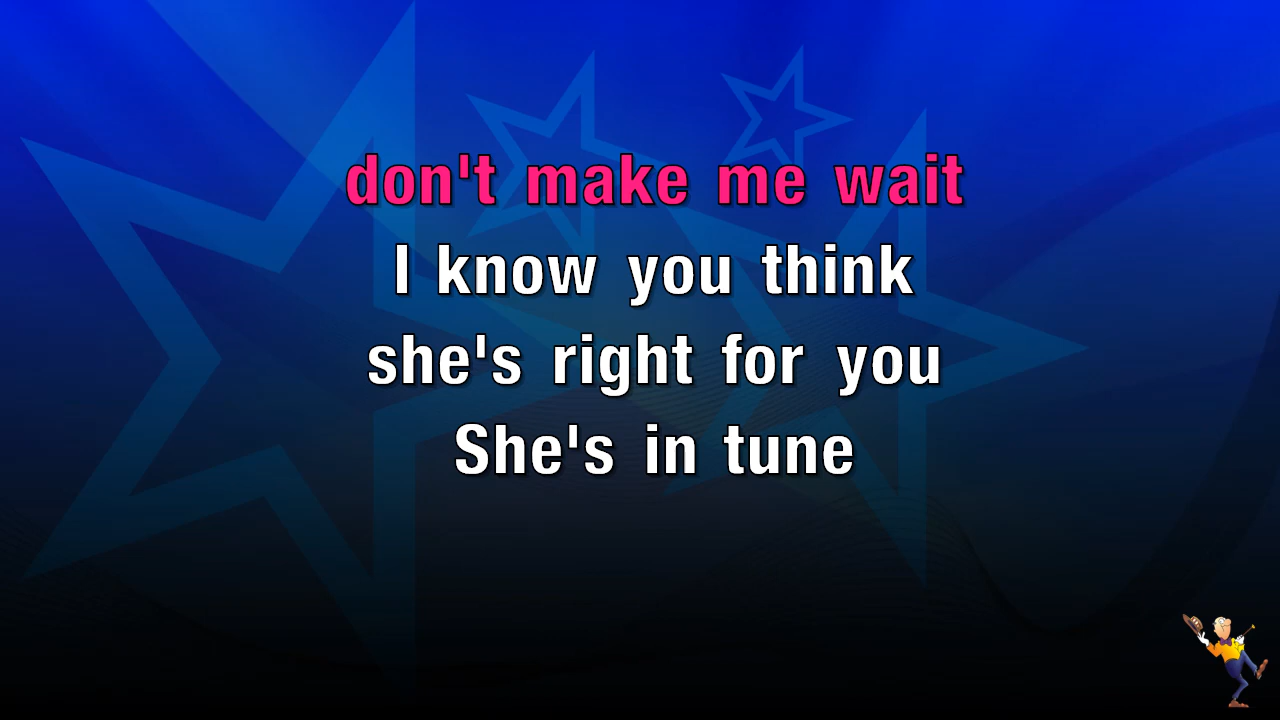 don't make me wait
I know you think
she's right for you
She's in tune